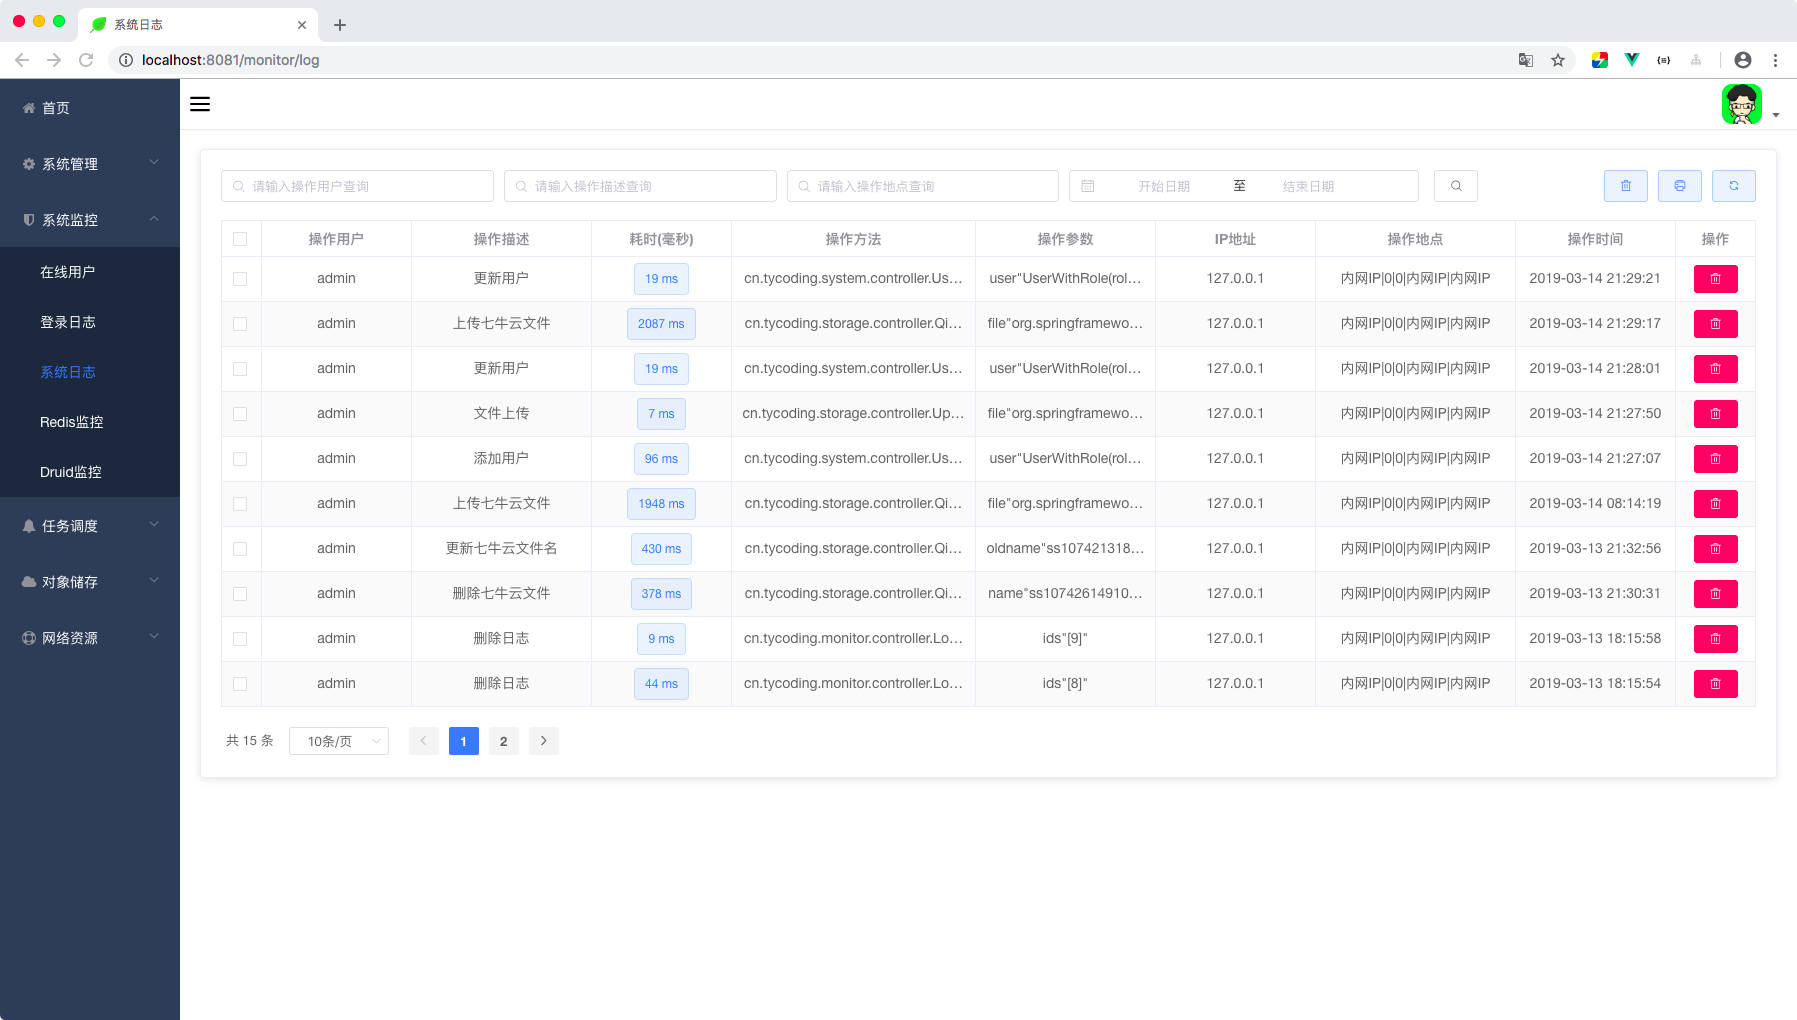 系统日志
localhost:8081/monitor/log
首页
系统管理
系统监控
在线用户
登录日志
系统日志
Redis监控
Druid监控
任务调度
对象储存
网络资源
请输入操作用户查询 请输入操作描述查询 请输入操作地点查询 开始日期 至 结束日期
操作用户 操作描述 耗时(毫秒) 操作方法 操作参数 IP地址 操作地点 操作时间 操作
admin 更新用户 19 ms cn.tycoding.system.controller.Us... user"UserWithRole(rol... 127.0.0.1 内网IP|0|0|内网IP|内网IP 2019-03-14 21:29:21
admin 上传七牛云文件 2087 ms cn.tycoding.storage.controller.Qi... file"org.springframewo... 127.0.0.1 内网IP|0|0|内网IP|内网IP 2019-03-14 21:29:17
admin 更新用户 19 ms cn.tycoding.system.controller.Us... user"UserWithRole(rol... 127.0.0.1 内网IP|0|0|内网IP|内网IP 2019-03-14 21:28:01
admin 文件上传 7 ms cn.tycoding.storage.controller.Up... file"org.springframewo... 127.0.0.1 内网IP|0|0|内网IP|内网IP 2019-03-14 21:27:50
admin 添加用户 96 ms cn.tycoding.system.controller.Us... user"UserWithRole(rol... 127.0.0.1 内网IP|0|0|内网IP|内网IP 2019-03-14 21:27:07
admin 上传七牛云文件 1948 ms cn.tycoding.storage.controller.Qi... file"org.springframewo... 127.0.0.1 内网IP|0|0|内网IP|内网IP 2019-03-14 08:14:19
admin 更新七牛云文件名 430 ms cn.tycoding.storage.controller.Qi... oldname"ss107421318... 127.0.0.1 内网IP|0|0|内网IP|内网IP 2019-03-13 21:32:56
admin 删除七牛云文件 378 ms cn.tycoding.storage.controller.Qi... name"ss10742614910... 127.0.0.1 内网IP|0|0|内网IP|内网IP 2019-03-13 21:30:31
admin 删除日志 9 ms cn.tycoding.monitor.controller.Lo... ids"[9]" 127.0.0.1 内网IP|0|0|内网IP|内网IP 2019-03-13 18:15:58
admin 删除日志 44 ms cn.tycoding.monitor.controller.Lo... ids"[8]" 127.0.0.1 内网IP|0|0|内网IP|内网IP 2019-03-13 18:15:54
共 15 条 10条/页 1 2